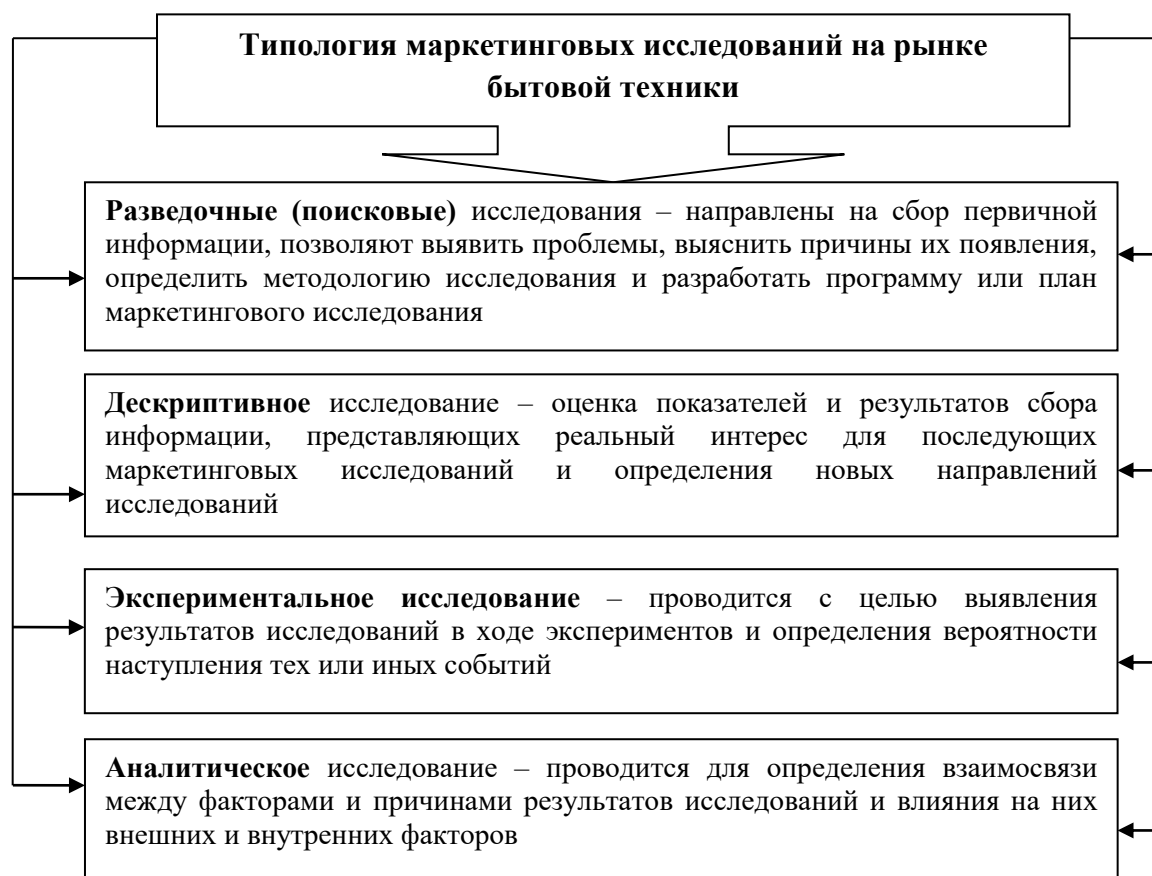 Типология маркетинговых исследований на рынке
бытовой техники
Разведочные (поисковые) исследования – направлены на сбор первичной
информации, позволяют выявить проблемы, выяснить причины их появления,
определить методологию исследования и разработать программу или план
маркетингового исследования
Дескриптивное исследование – оценка показателей и результатов сбора
информации, представляющих реальный интерес для последующих
маркетинговых исследований и определения новых направлений
исследований
Экспериментальное исследование – проводится с целью выявления
результатов исследований в ходе экспериментов и определения вероятности
наступления тех или иных событий
Аналитическое исследование – проводится для определения взаимосвязи
между факторами и причинами результатов исследований и влияния на них
внешних и внутренних факторов